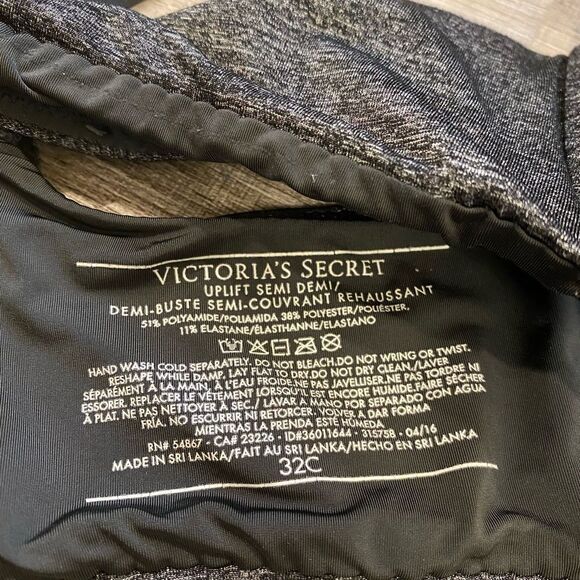 VICTORIA'S SECRET
UPLIFT SEMI DEMI/
DEMI-BUSTE SEMI-COUVRANT REHAUSSANT
51% POLYAMIDE/POLIAMIDA 38% POLYESTER/POLIÉSTER,
11% ELASTANE/ÉLASTHANNE/ELASTANO
HAND WASH COLD SEPARATELY. DO NOT BLEACH.DO NOT WRING OR TWIST.
RESHAPE WHILE DAMP. LAY FLAT TO DRY.DO NOT DRY CLEAN./LAVER
SÉPARÉMENT À LA MAIN, À L'EAU FROIDE.NE PAS JAVELLISER.NE PAS TORDRE NI
ESSORER. REPLACER LE VÊTEMENT LORSQU'IL EST ENCORE HUMIDE.FAIRE SÉCHER
À PLAT. NE PAS NETTOYER À SEC./ LAVAR A MANO POR SEPARADO CON AGUA
FRÍA. NO ESCURRIR NI RETORCER. VOLVER A DAR FORMA
MIENTRAS LA PRENDA ESTÉ HÚMEDA
RN# 54867 - CA# 23226 - ID#36011644 - 31575B - 04/16
MADE IN SRI LANKA/FAIT AU SRI LANKA/HECHO EN SRI LANKA
32C